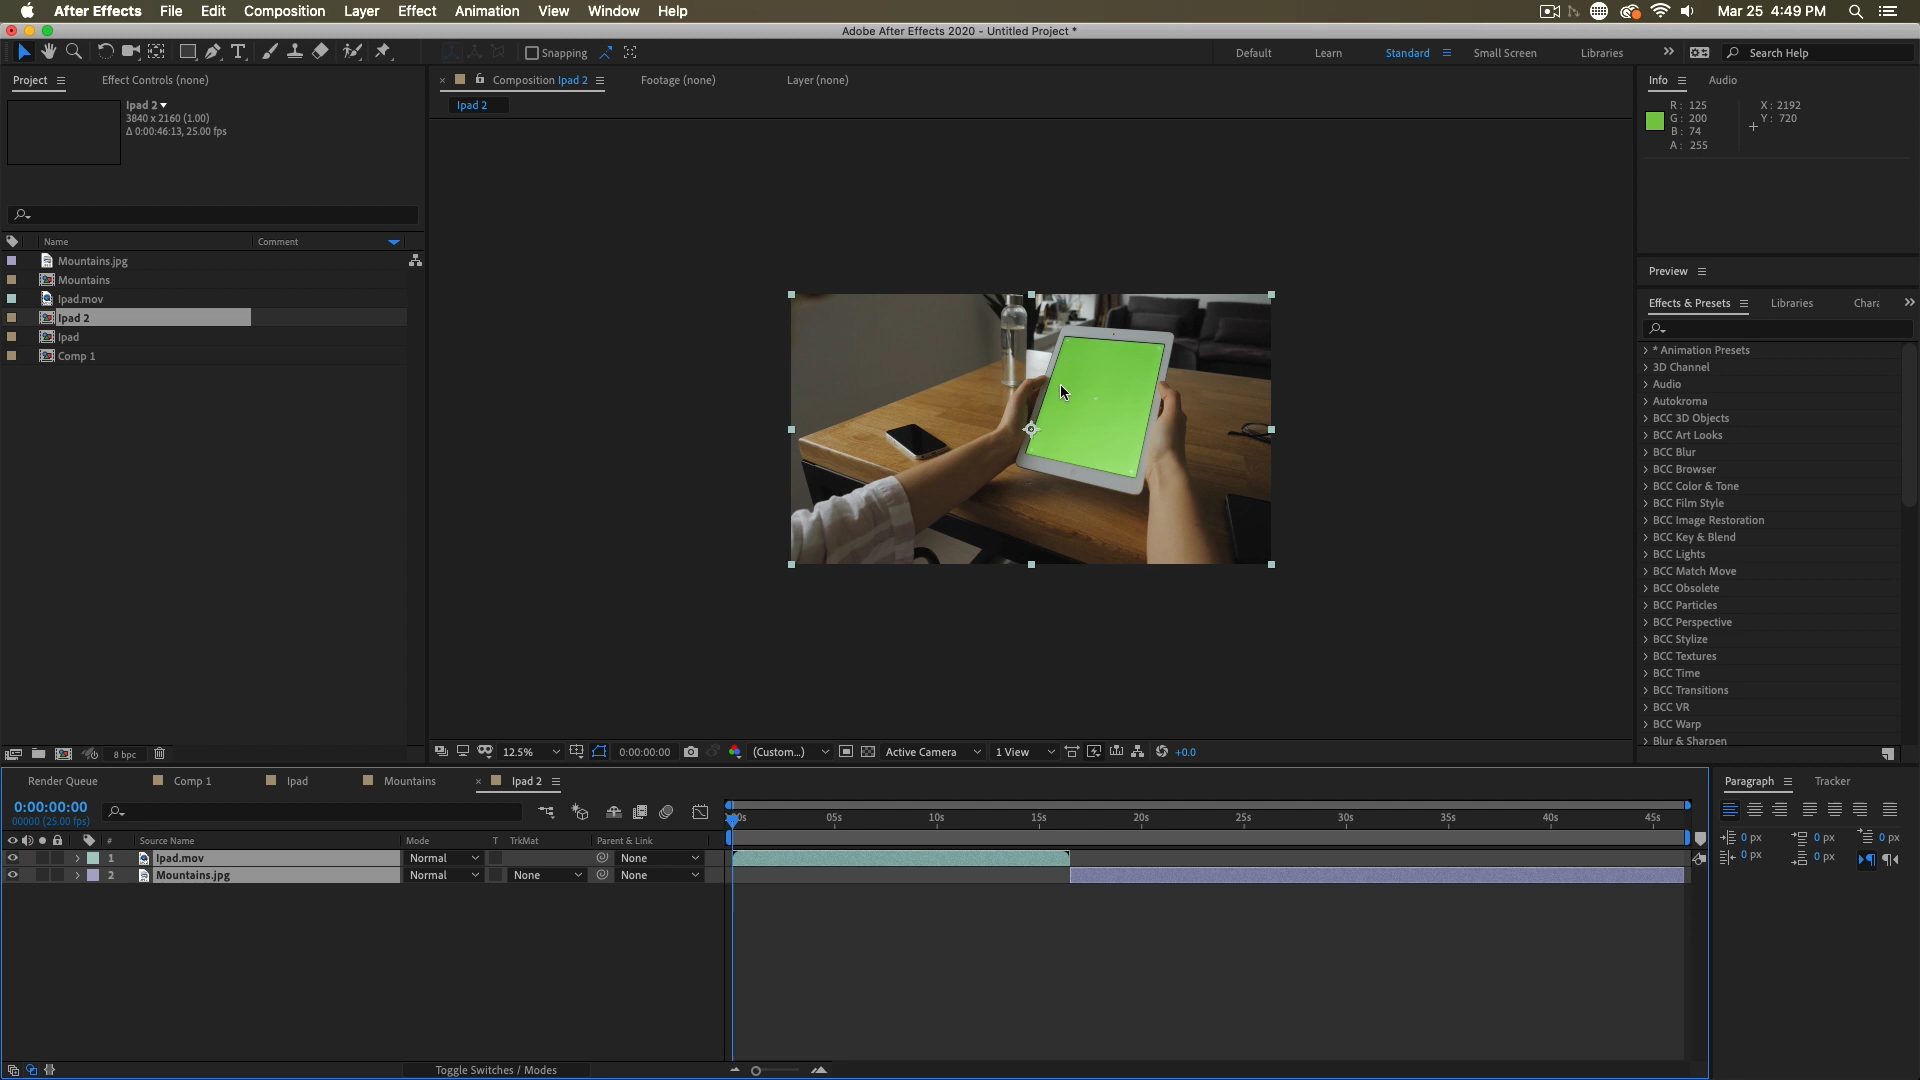 After Effects File Edit Composition Layer Effect Animation View Window Help
Mar 25 4:49 PM
Adobe After Effects 2020 - Untitled Project *
Snapping
Default Learn Standard Small Screen Libraries
Search Help
Project
Effect Controls (none)
Ipad 2
3840 x 2160 (1.00)
Δ 0:00:46:13, 25.00 fps
Name
Comment
Mountains.jpg
Mountains
Ipad.mov
Ipad 2
Ipad
Comp 1
8 bpc
Composition Ipad 2
Footage (none)
Layer (none)
Ipad 2
12.5%
0:00:00:00
(Custom...)
Active Camera
1 View
+0.0
Info
Audio
R: 125
G: 200
B: 74
A: 255
X: 2192
Y: 720
Preview
Effects & Presets
Libraries
* Animation Presets
3D Channel
Audio
Autokroma
BCC 3D Objects
BCC Art Looks
BCC Blur
BCC Browser
BCC Color & Tone
BCC Film Style
BCC Image Restoration
BCC Key & Blend
BCC Lights
BCC Match Move
BCC Obsolete
BCC Particles
BCC Perspective
BCC Stylize
BCC Textures
BCC Time
BCC Transitions
BCC VR
BCC Warp
Blur & Sharpen
Render Queue
Comp 1
Ipad
Mountains
Ipad 2
0:00:00:00
00000 (25.00 fps)
05s 10s 15s 20s 25s 30s 35s 40s 45s
# Source Name Mode T TrkMat Parent & Link
1 Ipad.mov Normal None
2 Mountains.jpg Normal None None
Toggle Switches / Modes
Paragraph
Tracker
0 px 0 px 0 px
0 px 0 px